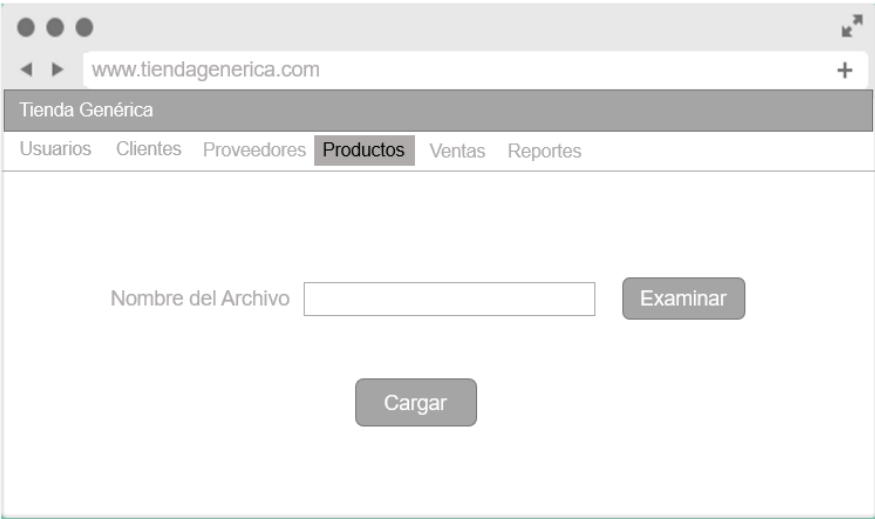 www.tiendagenerica.com
Tienda Genérica
Usuarios Clientes Proveedores Productos Ventas Reportes
Nombre del Archivo Examinar
Cargar